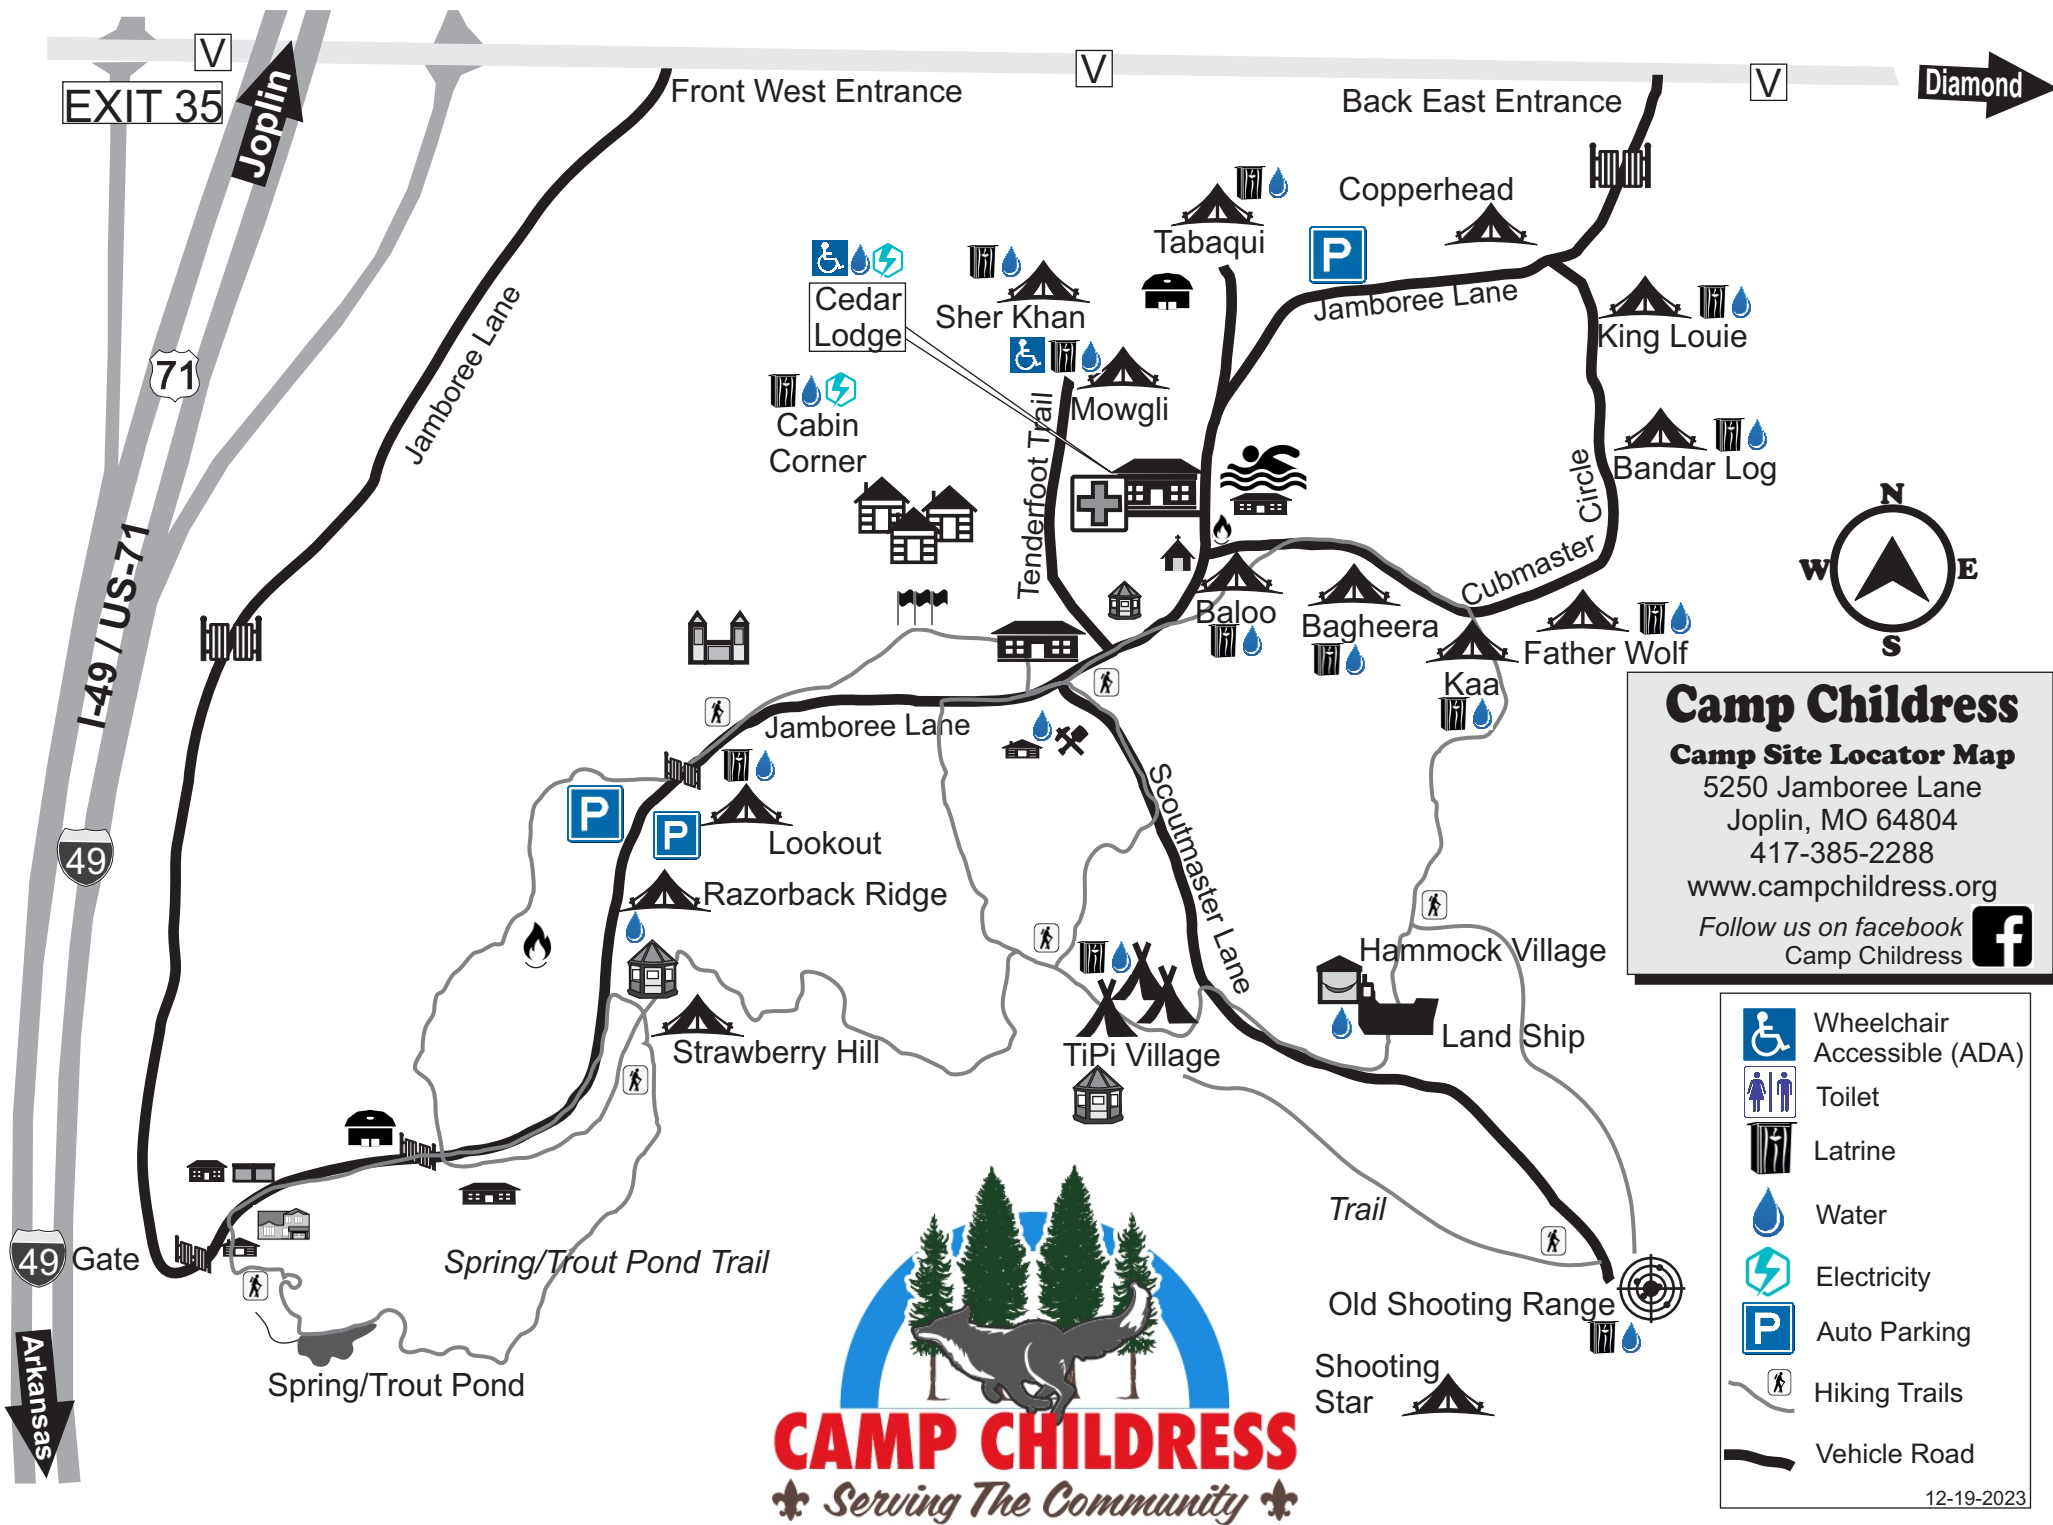 V
V
V
EXIT 35
Joplin
Diamond
Front West Entrance
Back East Entrance
Copperhead
Tabaqui
P
Jamboree Lane
Cedar
Lodge
Sher Khan
King Louie
Jamboree Lane
71
Mowgli
Cabin
Corner
Tenderfoot Trail
Bandar Log
Cubmaster Circle
N
W
E
S
I-49 / US-71
Baloo
Bagheera
Father Wolf
Kaa
Jamboree Lane
Camp Childress
Camp Site Locator Map
5250 Jamboree Lane
Joplin, MO 64804
417-385-2288
www.campchildress.org
Follow us on facebook
Camp Childress
f
P
P
Lookout
49
Razorback Ridge
Scoutmaster Lane
Hammock Village
Land Ship
Strawberry Hill
TiPi Village
Wheelchair
Accessible (ADA)
Toilet
Latrine
Water
Electricity
P
Auto Parking
Hiking Trails
Vehicle Road
12-19-2023
Trail
49
Gate
Spring/Trout Pond Trail
Old Shooting Range
Spring/Trout Pond
Shooting
Star
Arkansas
CAMP CHILDRESS
Serving The Community